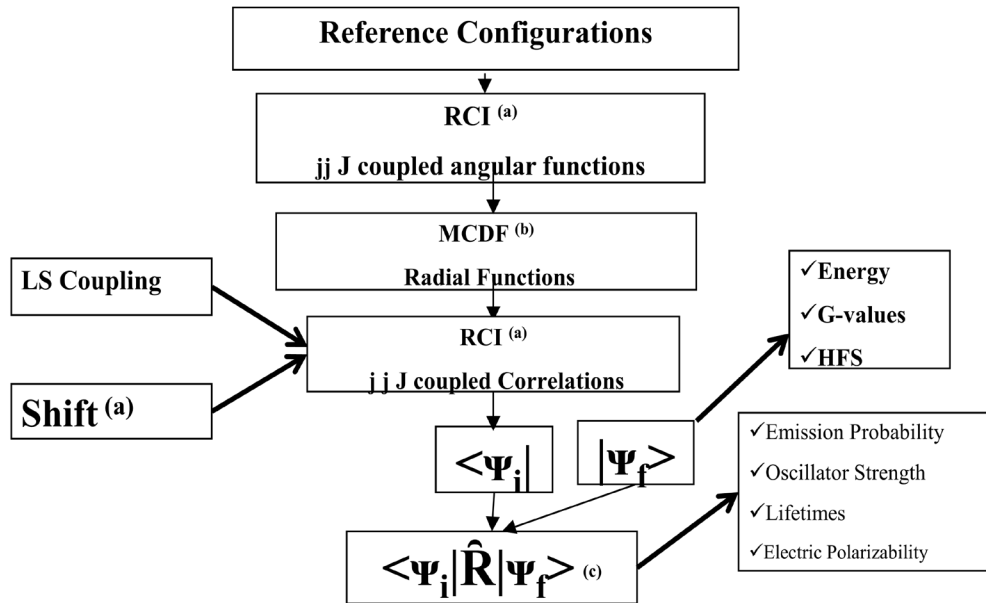 Reference Configurations
RCI (a)
jj J coupled angular functions
MCDF (b)
Radial Functions
LS Coupling
Shift (a)
RCI (a)
j j J coupled Correlations
✓Energy
✓G-values
✓HFS
<Ψi|
|Ψf>
<Ψi|R̂|Ψf> (c)
✓Emission Probability
✓Oscillator Strength
✓Lifetimes
✓Electric Polarizability